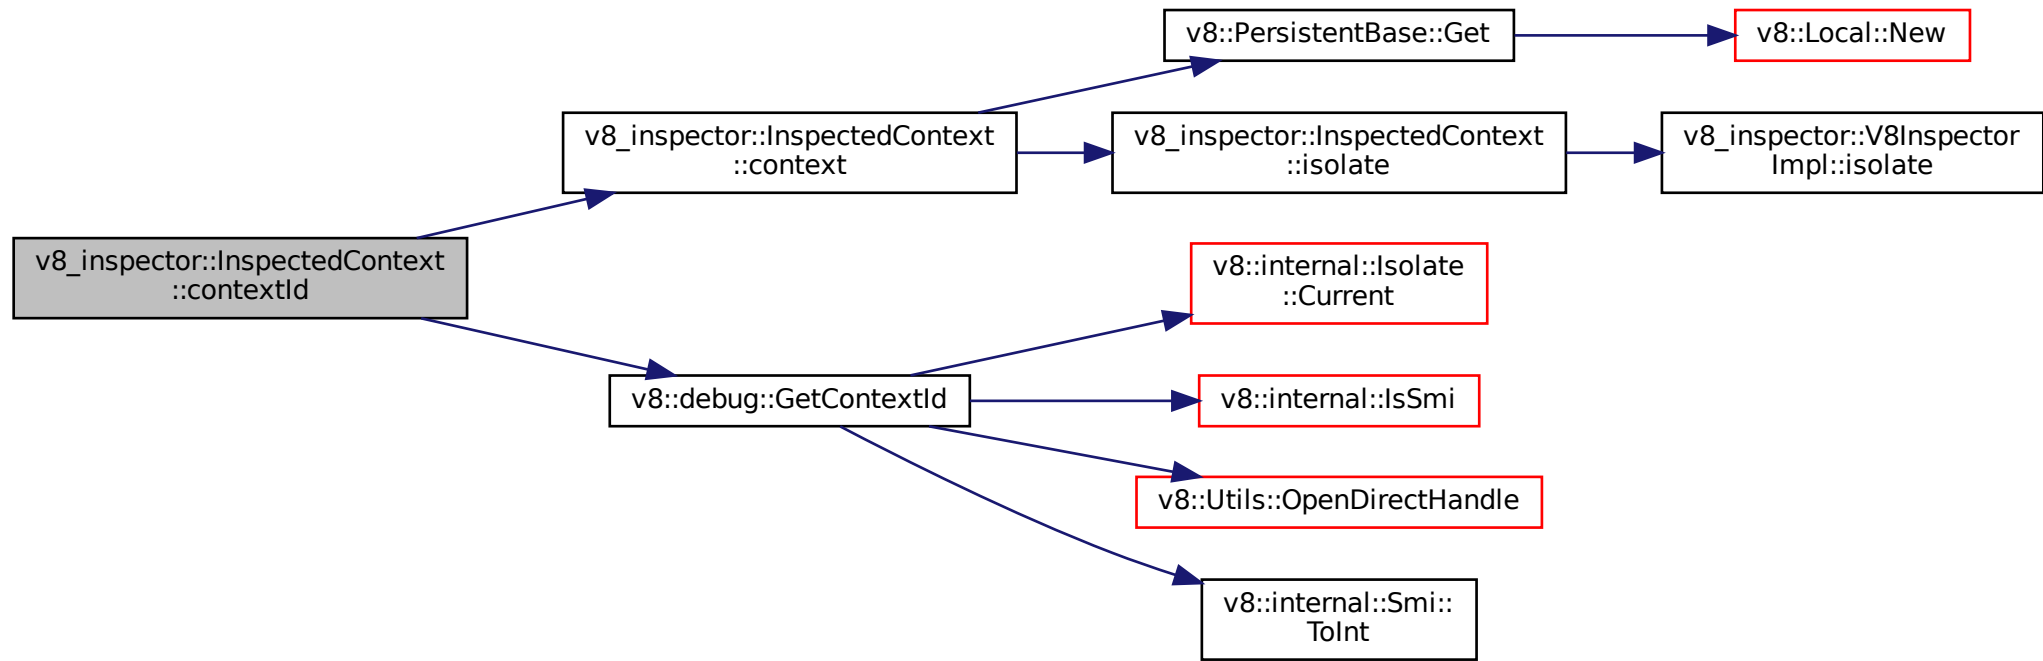 v8::PersistentBase::Get
v8::Local::New
v8_inspector::InspectedContext
::context
v8_inspector::InspectedContext
::isolate
v8_inspector::V8Inspector
Impl::isolate
v8_inspector::InspectedContext
::contextId
v8::internal::Isolate
::Current
v8::debug::GetContextId
v8::internal::IsSmi
v8::Utils::OpenDirectHandle
v8::internal::Smi::
ToInt